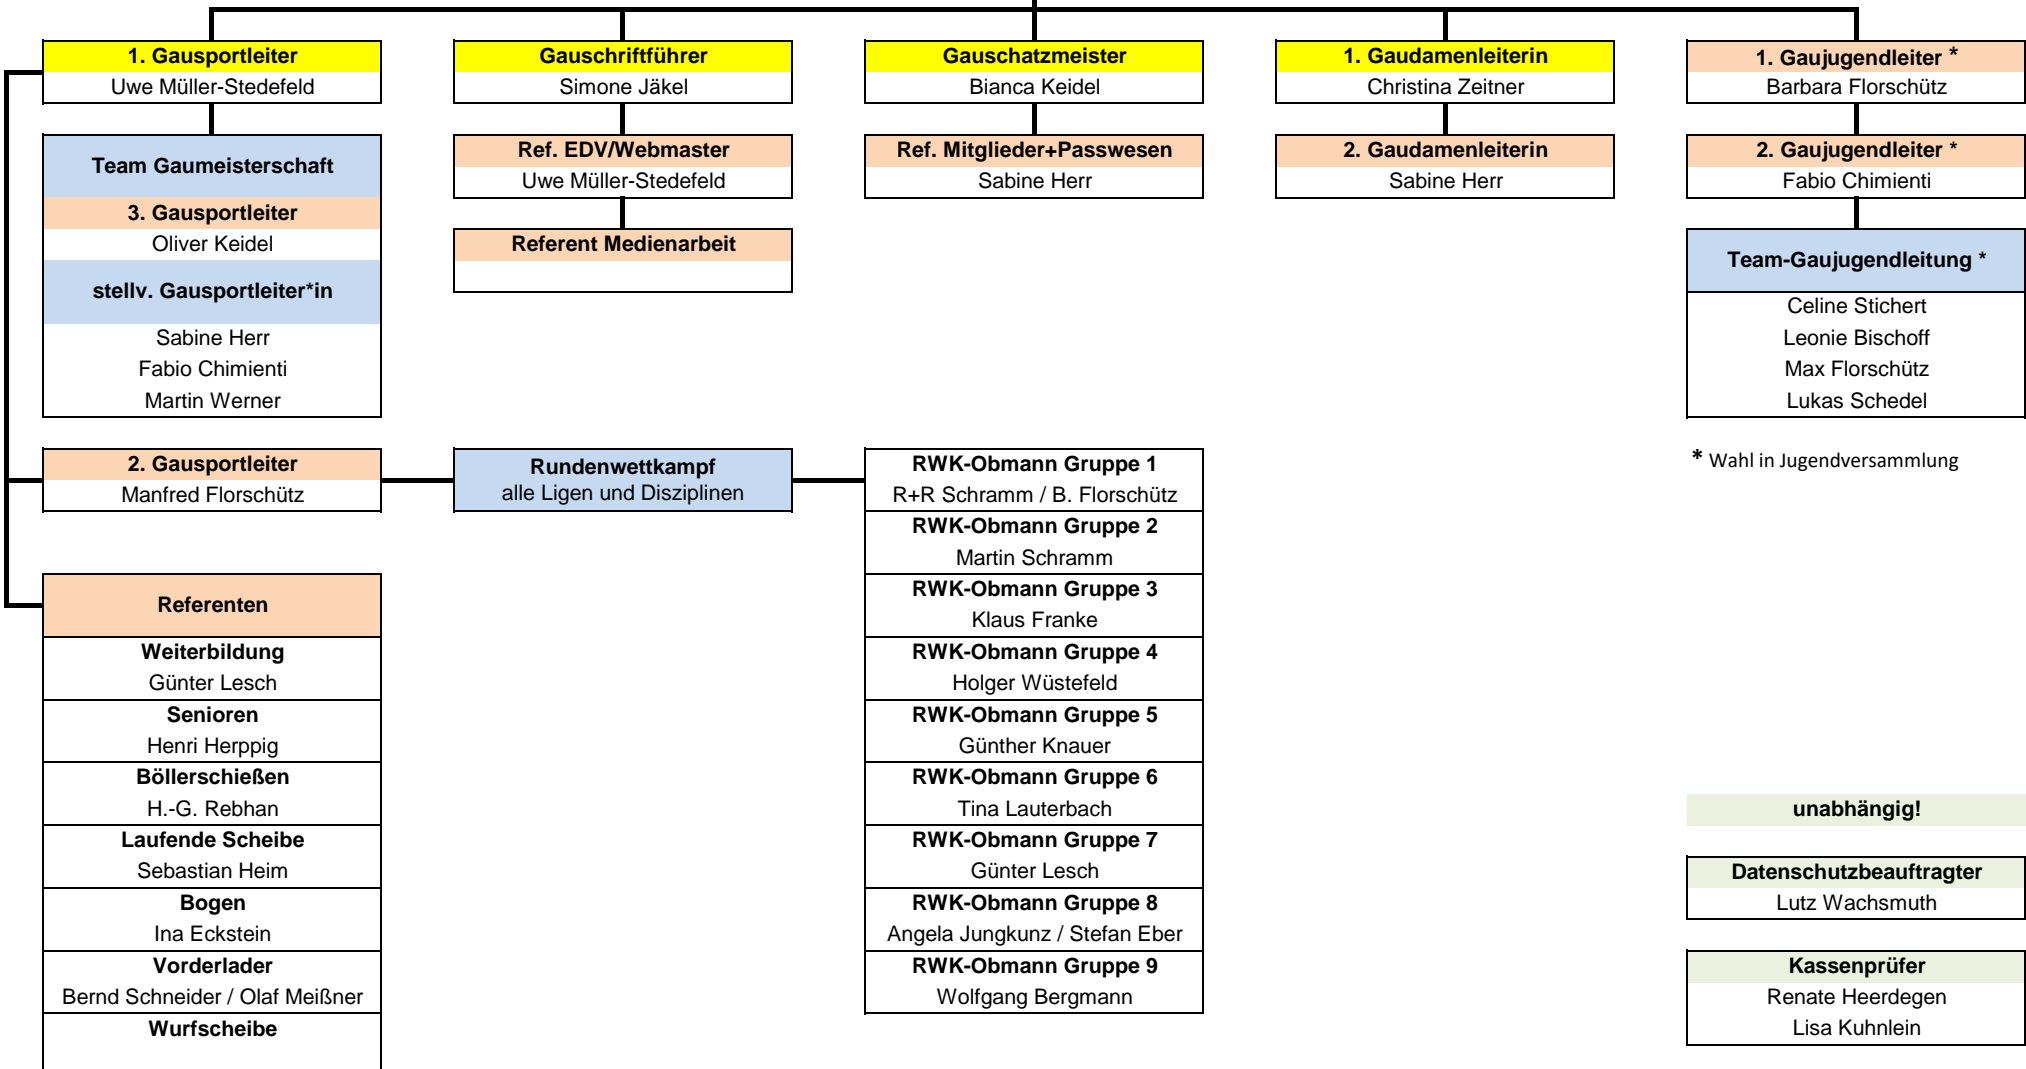 1. Gausportleiter
Uwe Müller-Stedefeld
Gauschriftführer
Simone Jäkel
Gauschatzmeister
Bianca Keidel
1. Gaudamenleiterin
Christina Zeitner
1. Gaujugendleiter *
Barbara Florschütz
Team Gaumeisterschaft
3. Gausportleiter
Oliver Keidel
stellv. Gausportleiter*in
Sabine Herr
Fabio Chimienti
Martin Werner
Ref. EDV/Webmaster
Uwe Müller-Stedefeld
Referent Medienarbeit
Ref. Mitglieder+Passwesen
Sabine Herr
2. Gaudamenleiterin
Sabine Herr
2. Gaujugendleiter *
Fabio Chimienti
Team-Gaujugendleitung *
Celine Stichert
Leonie Bischoff
Max Florschütz
Lukas Schedel
* Wahl in Jugendversammlung
2. Gausportleiter
Manfred Florschütz
Rundenwettkampf
alle Ligen und Disziplinen
RWK-Obmann Gruppe 1
R+R Schramm / B. Florschütz
RWK-Obmann Gruppe 2
Martin Schramm
RWK-Obmann Gruppe 3
Klaus Franke
RWK-Obmann Gruppe 4
Holger Wüstefeld
RWK-Obmann Gruppe 5
Günther Knauer
RWK-Obmann Gruppe 6
Tina Lauterbach
RWK-Obmann Gruppe 7
Günter Lesch
RWK-Obmann Gruppe 8
Angela Jungkunz / Stefan Eber
RWK-Obmann Gruppe 9
Wolfgang Bergmann
Referenten
Weiterbildung
Günter Lesch
Senioren
Henri Herppig
Böllerschießen
H.-G. Rebhan
Laufende Scheibe
Sebastian Heim
Bogen
Ina Eckstein
Vorderlader
Bernd Schneider / Olaf Meißner
Wurfscheibe
unabhängig!
Datenschutzbeauftragter
Lutz Wachsmuth
Kassenprüfer
Renate Heerdegen
Lisa Kuhnlein